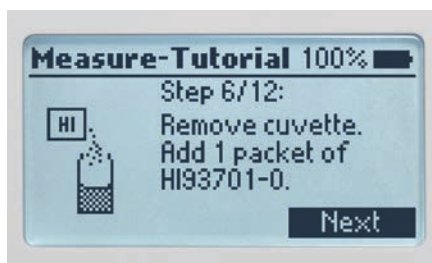 Measure-Tutorial 100%
Step 6/12:
HI
Remove cuvette.
Add 1 packet of
HI93701-0.
Next